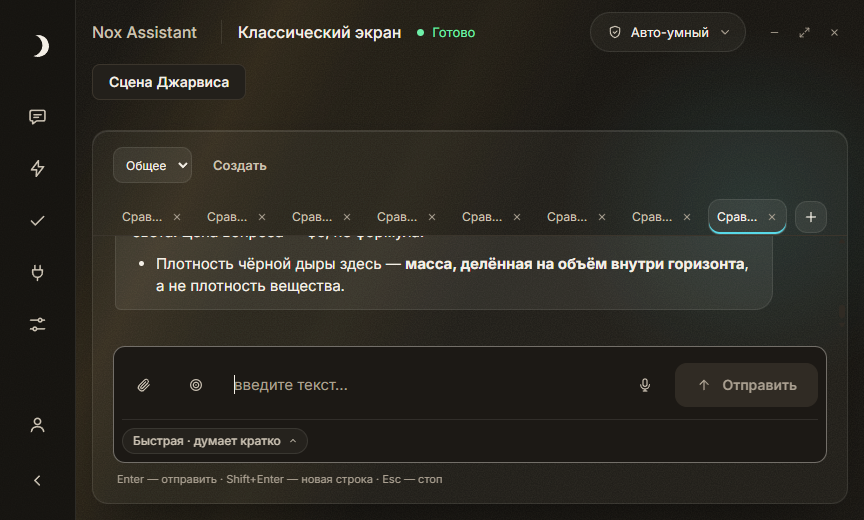 Nox Assistant
Классический экран
Готово
Авто-умный
Сцена Джарвиса
Общее
Создать
Срав... × Срав... × Срав... × Срав... × Срав... × Срав... × Срав... × Срав... × +
• Плотность чёрной дыры здесь — масса, делённая на объём внутри горизонта,
а не плотность вещества.
введите текст...
Отправить
Быстрая · думает кратко
Enter — отправить · Shift+Enter — новая строка · Esc — стоп